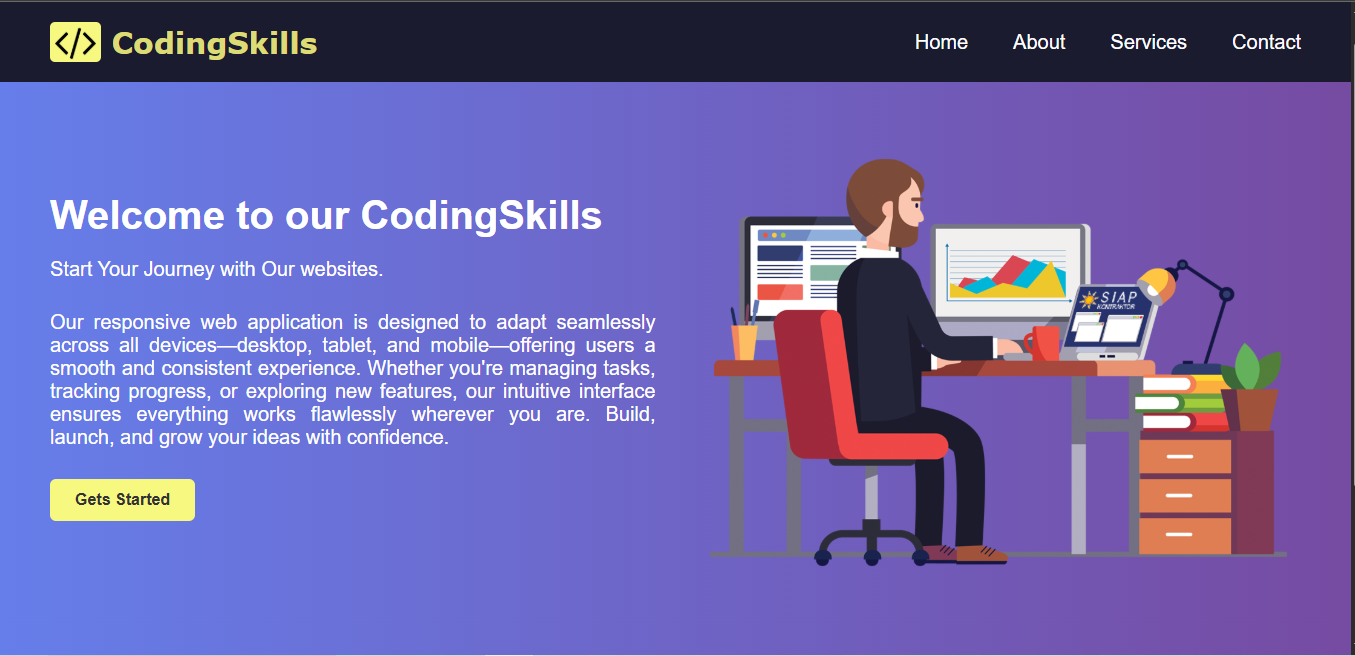 </> CodingSkills
Home About Services Contact
Welcome to our CodingSkills
Start Your Journey with Our websites.
Our responsive web application is designed to adapt seamlessly
across all devices—desktop, tablet, and mobile—offering users a
smooth and consistent experience. Whether you're managing tasks,
tracking progress, or exploring new features, our intuitive interface
ensures everything works flawlessly wherever you are. Build,
launch, and grow your ideas with confidence.
Gets Started
SIAP
KONTRAKTOR